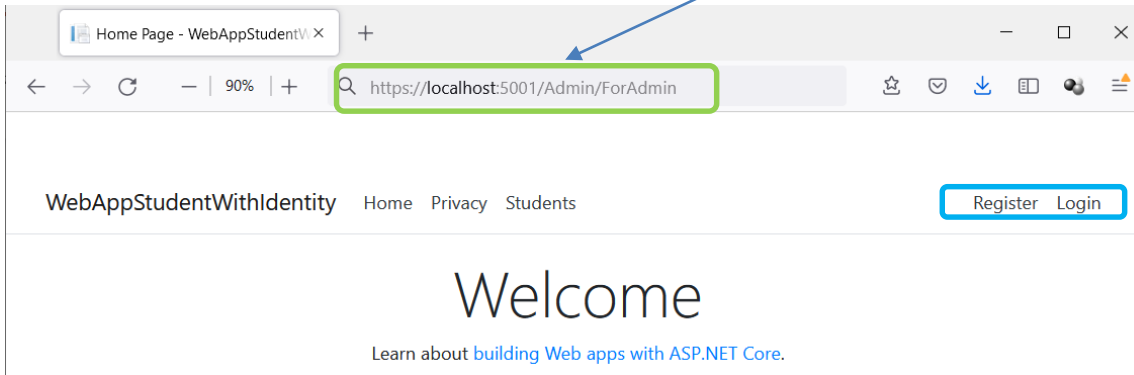 Home Page - WebAppStudentW
90%
https://localhost:5001/Admin/ForAdmin
WebAppStudentWithIdentity Home Privacy Students Register Login
Welcome
Learn about building Web apps with ASP.NET Core.